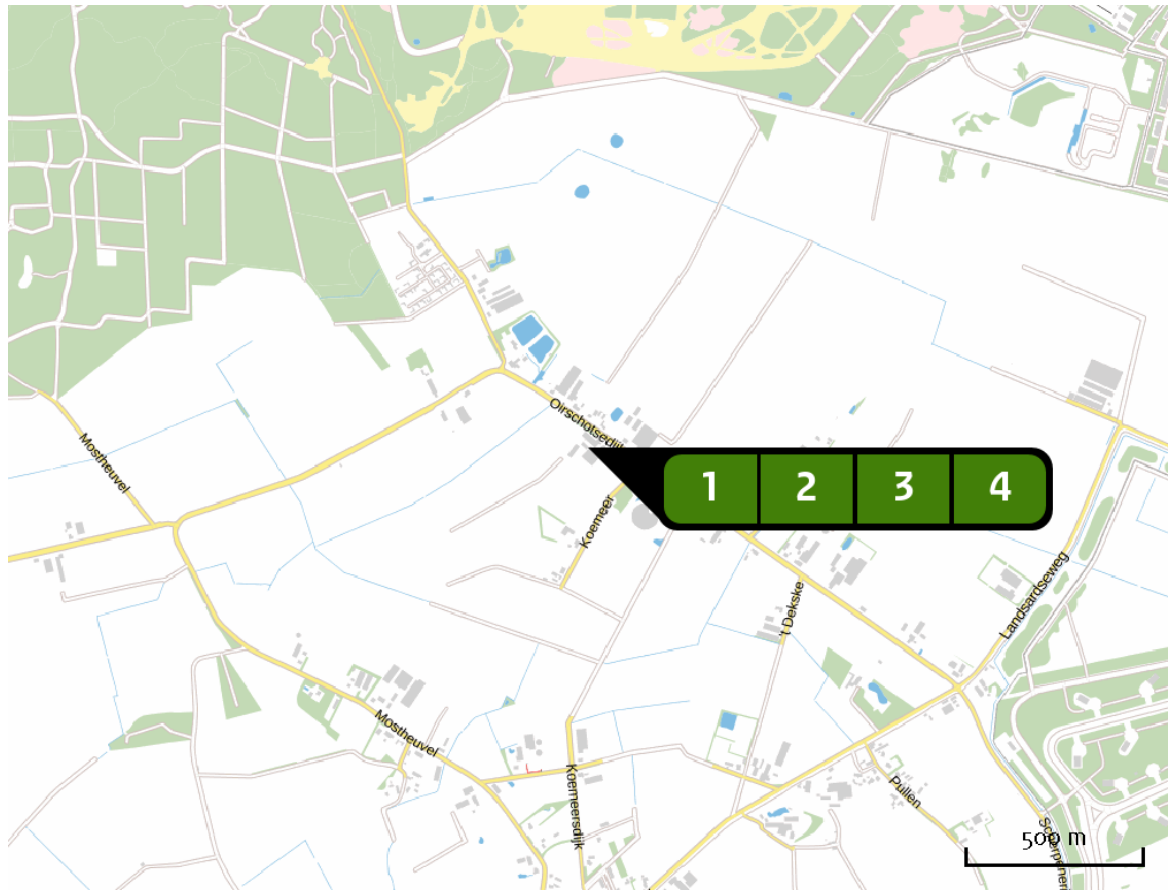 Oirschotsedijk
Mostheuvel
1 2 3 4
Koemeer
Landsardseweg
't Dekske
Mostheuvel
Koemeersdijk
Pullen
500 m